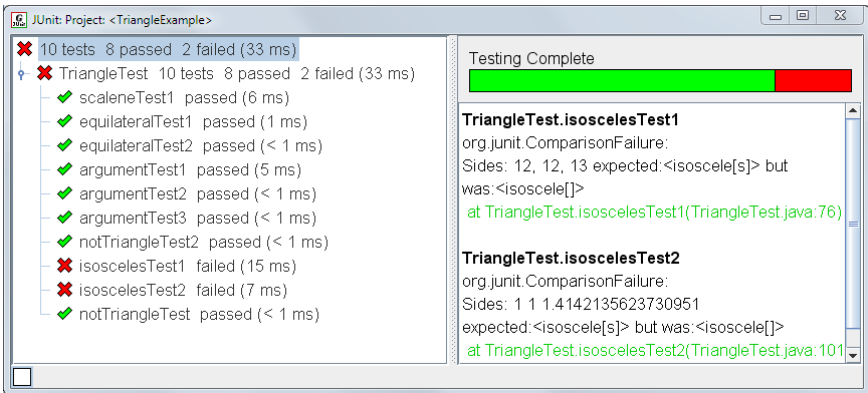 JUnit: Project: <TriangleExample>
10 tests 8 passed 2 failed (33 ms)
TriangleTest 10 tests 8 passed 2 failed (33 ms)
scaleneTest1 passed (6 ms)
equilateralTest1 passed (1 ms)
equilateralTest2 passed (< 1 ms)
argumentTest1 passed (5 ms)
argumentTest2 passed (< 1 ms)
argumentTest3 passed (< 1 ms)
notTriangleTest2 passed (< 1 ms)
isoscelesTest1 failed (15 ms)
isoscelesTest2 failed (7 ms)
notTriangleTest passed (< 1 ms)
Testing Complete
TriangleTest.isoscelesTest1
org.junit.ComparisonFailure:
Sides: 12, 12, 13 expected:<isoscele[s]> but
was:<isoscele[]>
at TriangleTest.isoscelesTest1(TriangleTest.java:76)
TriangleTest.isoscelesTest2
org.junit.ComparisonFailure:
Sides: 1 1 1.4142135623730951
expected:<isoscele[s]> but was:<isoscele[]>
at TriangleTest.isoscelesTest2(TriangleTest.java:101